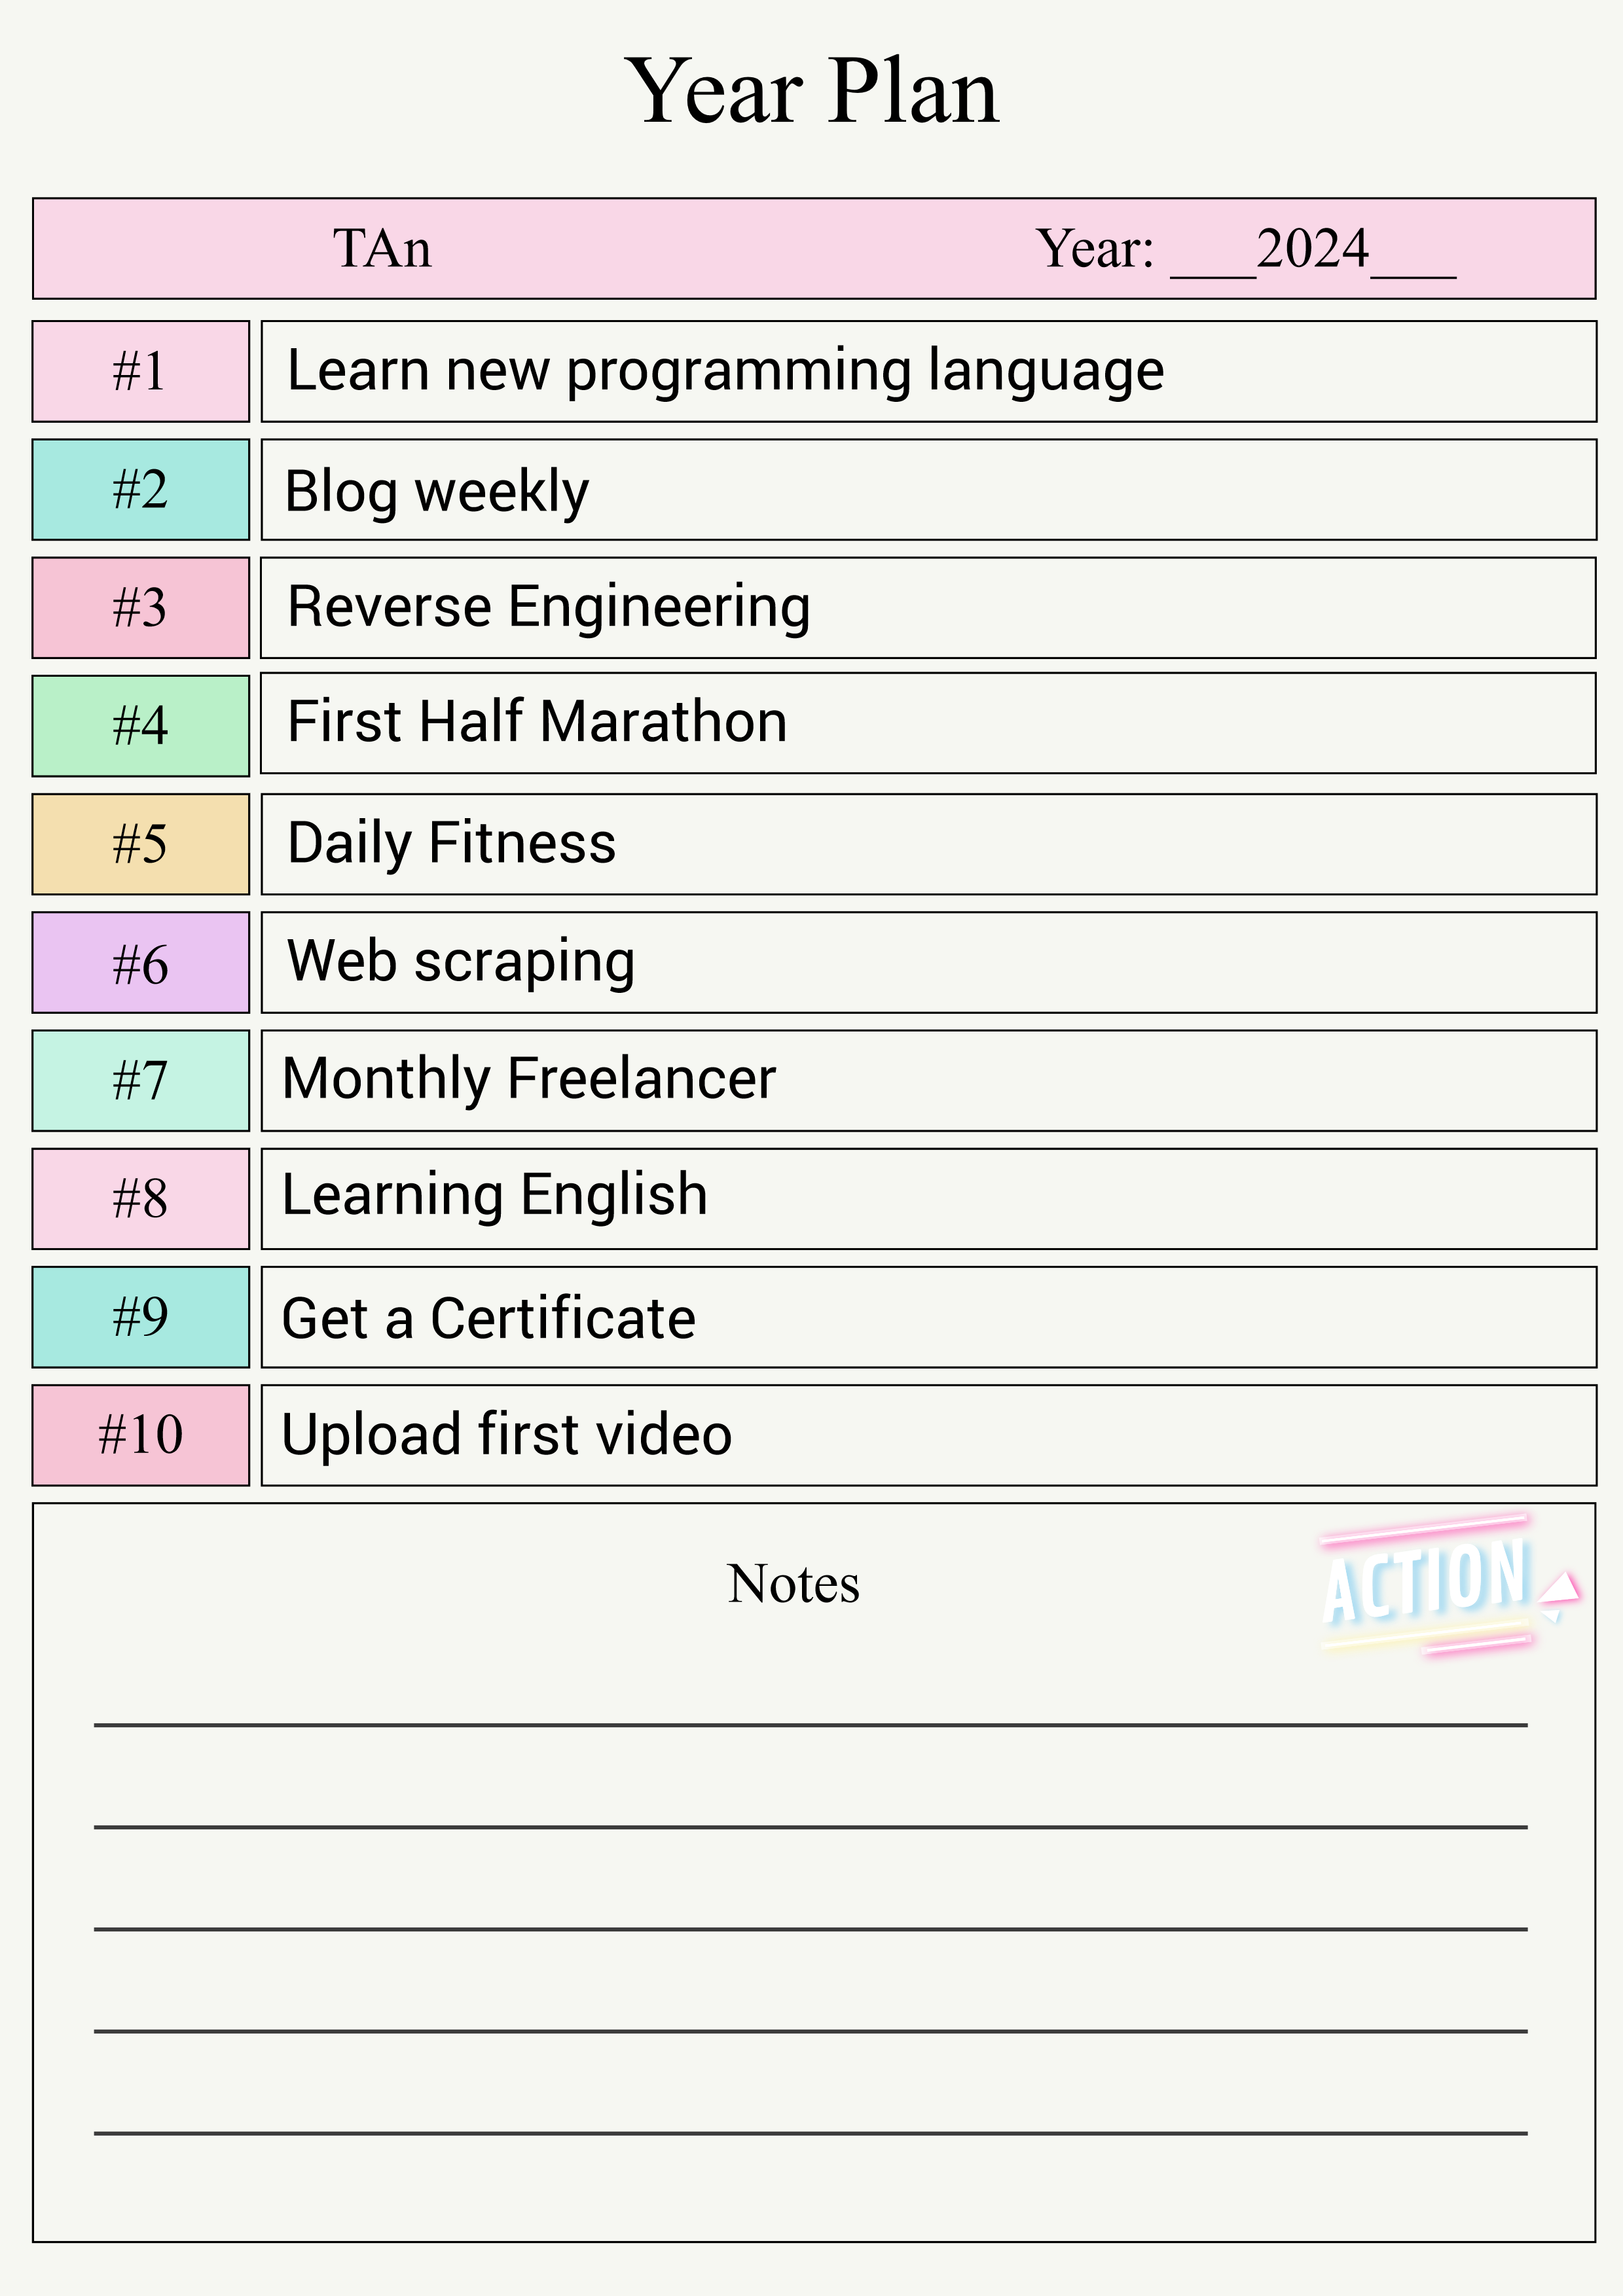 Year Plan
TAn
Year: ___2024___
#1
Learn new programming language
#2
Blog weekly
#3
Reverse Engineering
#4
First Half Marathon
#5
Daily Fitness
#6
Web scraping
#7
Monthly Freelancer
#8
Learning English
#9
Get a Certificate
#10
Upload first video
Notes
ACTION